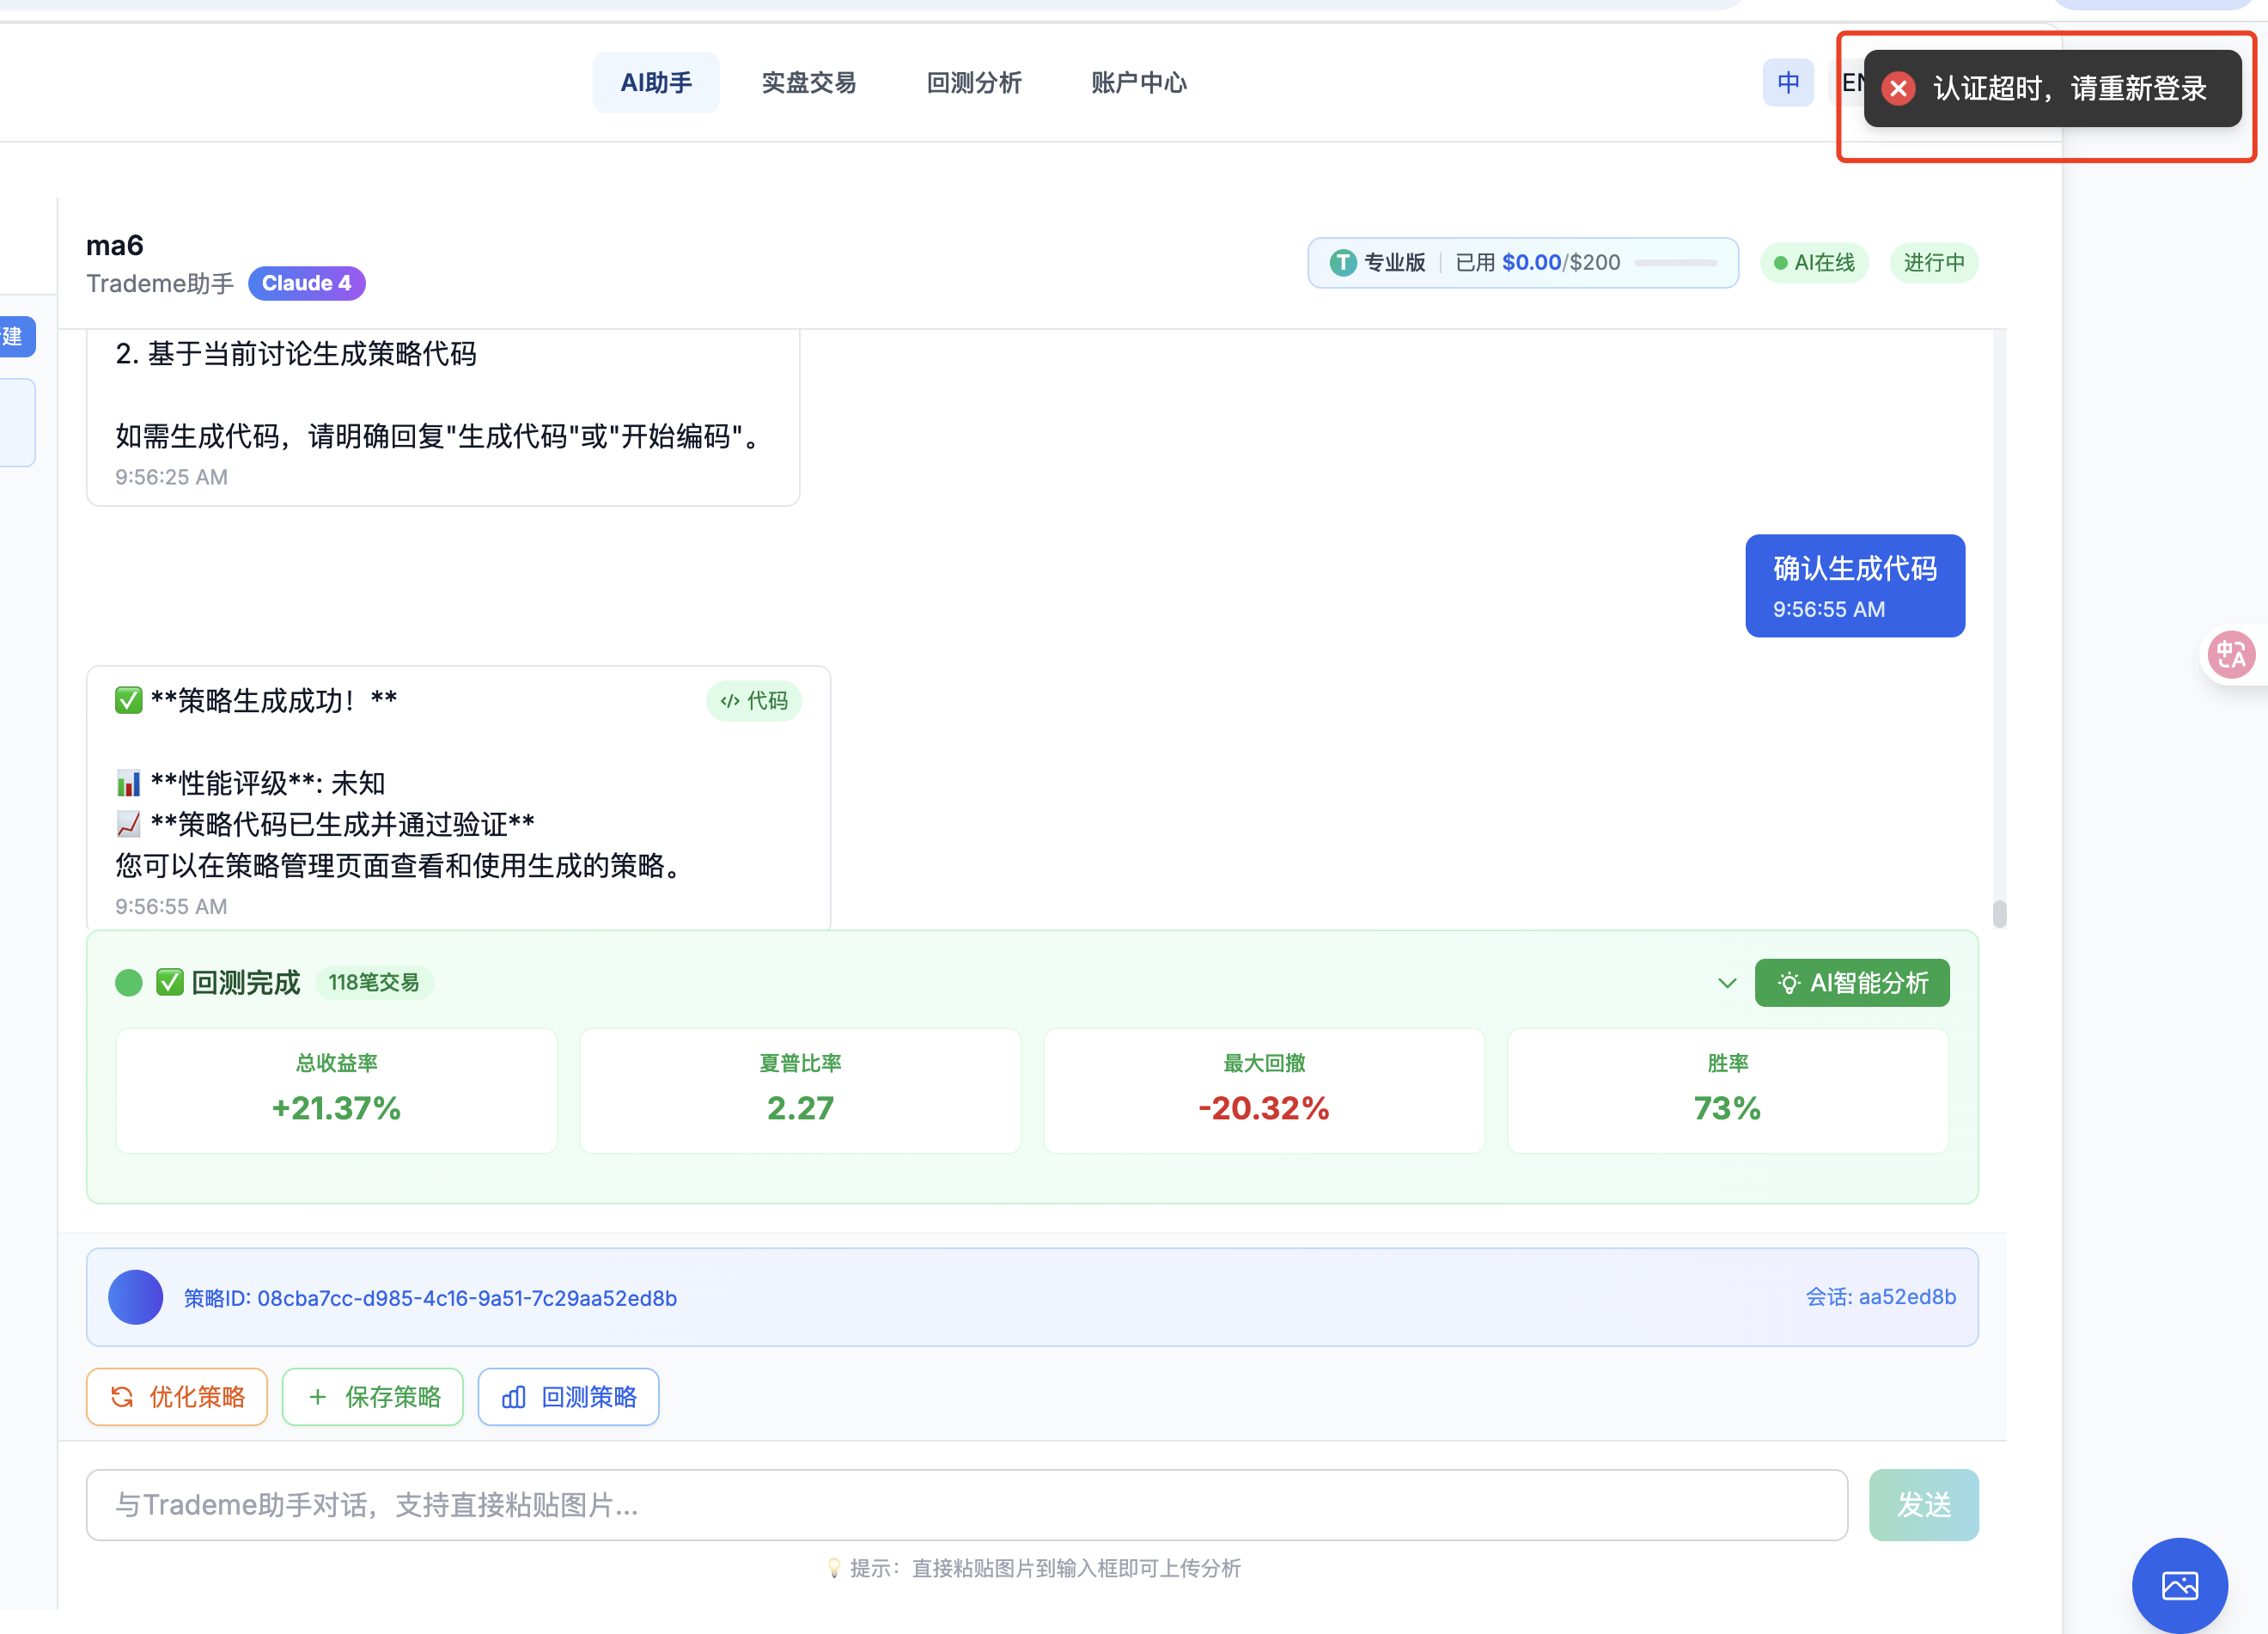 AI助手
实盘交易
回测分析
账户中心
中
EN
认证超时，请重新登录
ma6
Trademe助手
Claude 4
T 专业版
已用 $0.00/$200
AI在线
进行中
建
2. 基于当前讨论生成策略代码
如需生成代码，请明确回复"生成代码"或"开始编码"。
9:56:25 AM
确认生成代码
9:56:55 AM
✅ **策略生成成功！**
</> 代码
📊 **性能评级**: 未知
📈 **策略代码已生成并通过验证**
您可以在策略管理页面查看和使用生成的策略。
9:56:55 AM
✅ 回测完成
118笔交易
AI智能分析
总收益率
+21.37%
夏普比率
2.27
最大回撤
-20.32%
胜率
73%
策略ID: 08cba7cc-d985-4c16-9a51-7c29aa52ed8b
会话: aa52ed8b
优化策略
+ 保存策略
回测策略
与Trademe助手对话，支持直接粘贴图片...
发送
💡 提示：直接粘贴图片到输入框即可上传分析
中A